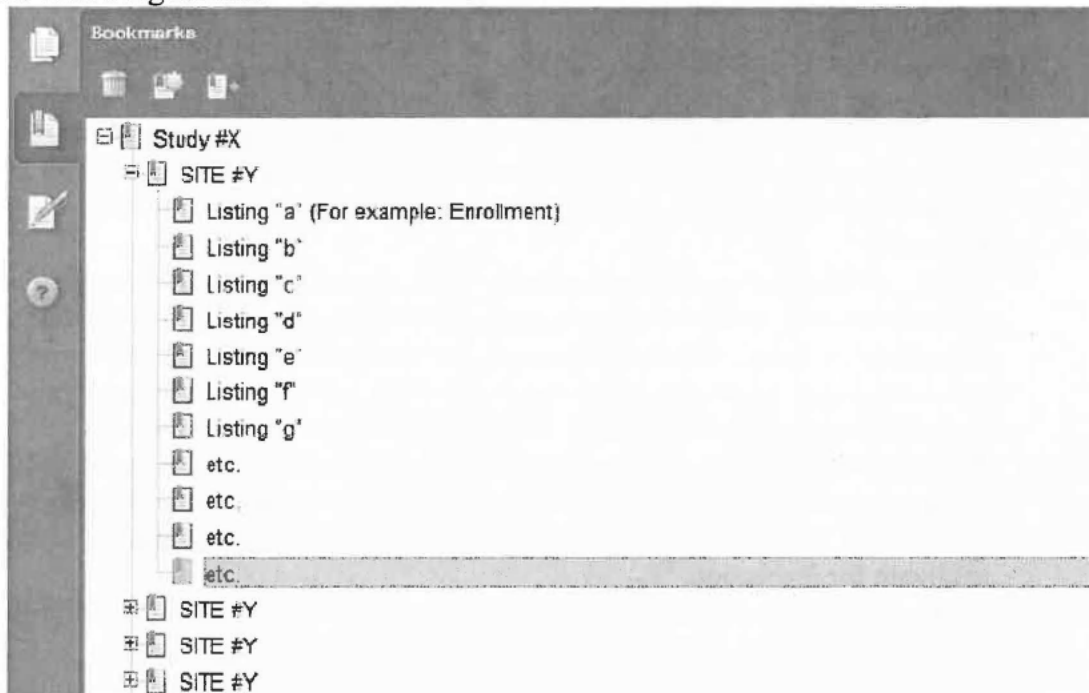 Bookmarks
Study #X
SITE #Y
Listing "a" (For example: Enrollment)
Listing "b"
Listing "c"
Listing "d"
Listing "e"
Listing "f"
Listing "g"
etc.
etc.
etc.
etc.
SITE #Y
SITE #Y
SITE #Y